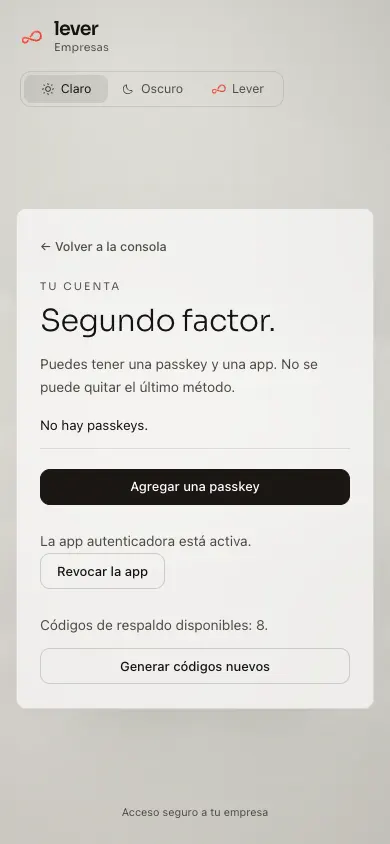 lever
Empresas
Claro
Oscuro
Lever
← Volver a la consola
TU CUENTA
Segundo factor.
Puedes tener una passkey y una app. No se
puede quitar el último método.
No hay passkeys.
Agregar una passkey
La app autenticadora está activa.
Revocar la app
Códigos de respaldo disponibles: 8.
Generar códigos nuevos
Acceso seguro a tu empresa